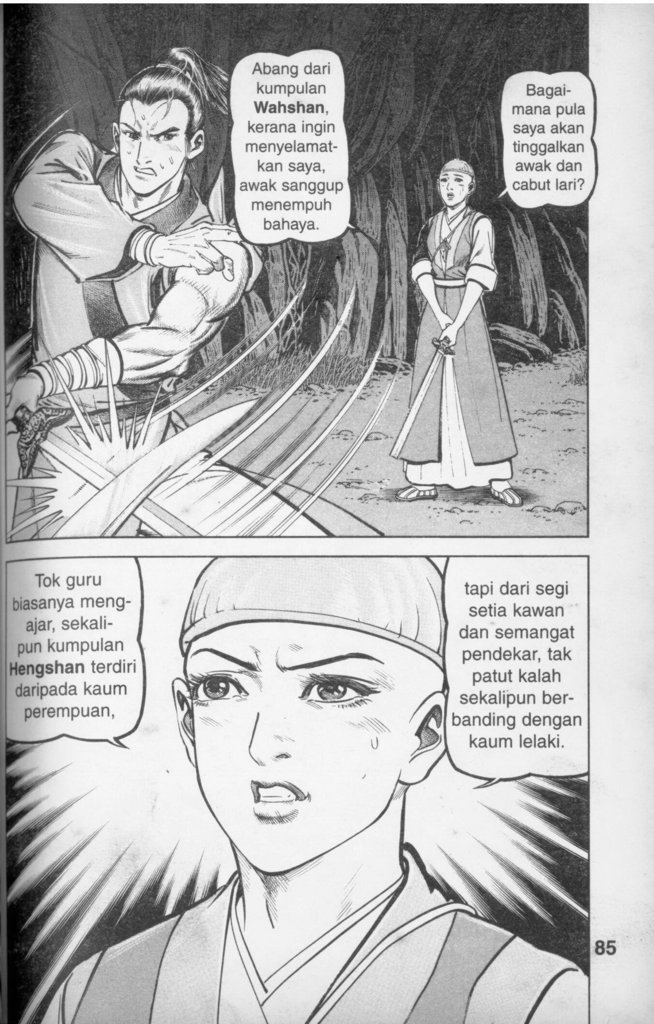 Abang dari
kumpulan
Wahshan,
kerana ingin
menyelamat-
kan saya,
awak sanggup
menempuh
bahaya.
Bagai-
mana pula
saya akan
tinggalkan
awak dan
cabut lari?
Tok guru
biasanya meng-
ajar, sekali-
pun kumpulan
Hengshan terdiri
daripada kaum
perempuan,
tapi dari segi
setia kawan
dan semangat
pendekar, tak
patut kalah
sekalipun ber-
banding dengan
kaum lelaki.
85